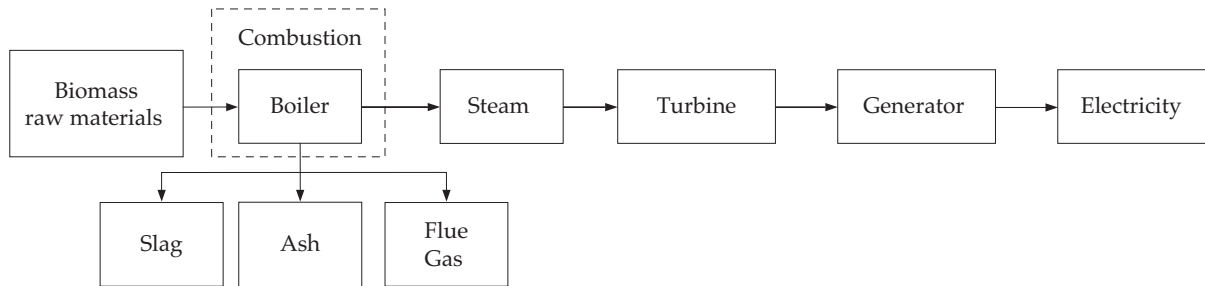 Combustion
Biomass
raw materials
Boiler
Steam
Turbine
Generator
Electricity
Slag
Ash
Flue
Gas